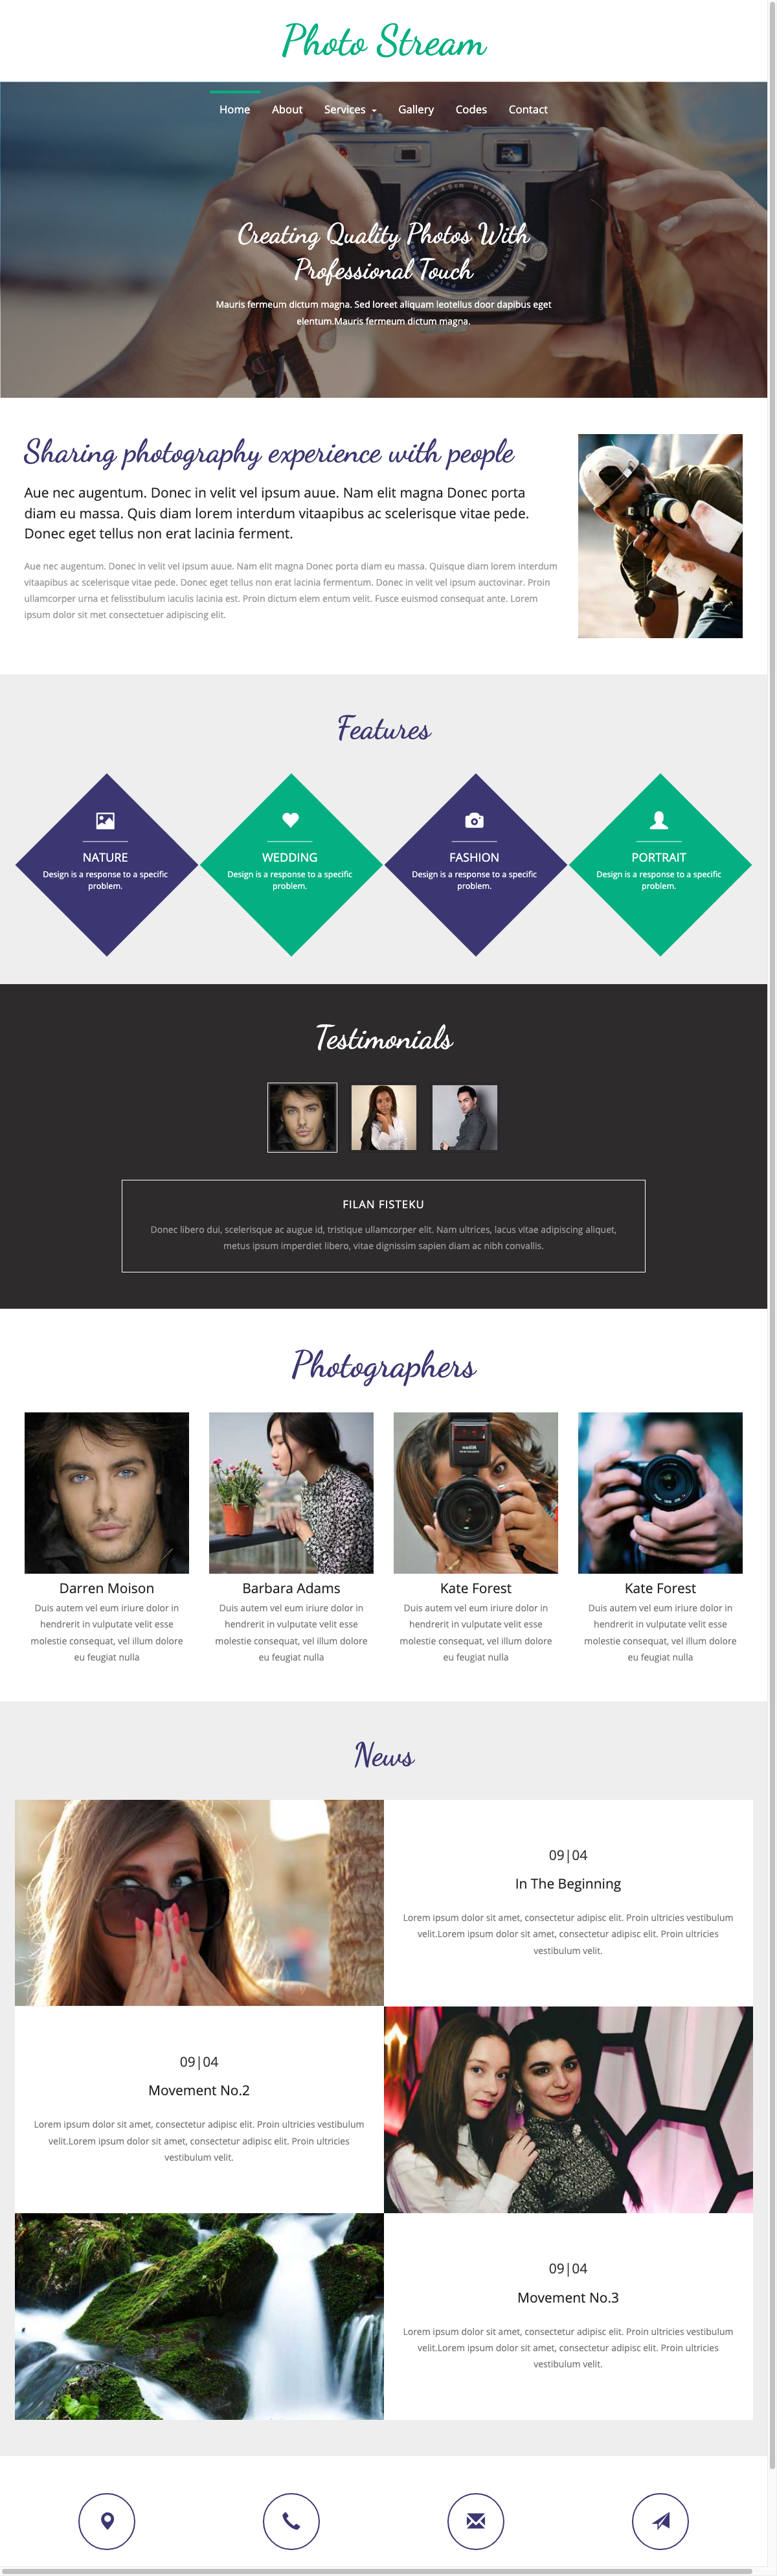 Photo Stream
Home About Services Gallery Codes Contact
Creating Quality Photos With
Professional Touch
Mauris fermeum dictum magna. Sed loreet aliquam leotellus door dapibus eget
elentum.Mauris fermeum dictum magna.
Sharing photography experience with people
Aue nec augentum. Donec in velit vel ipsum auue. Nam elit magna Donec porta
diam eu massa. Quis diam lorem interdum vitaapibus ac scelerisque vitae pede.
Donec eget tellus non erat lacinia ferment.
Aue nec augentum. Donec in velit vel ipsum auue. Nam elit magna Donec porta diam eu massa. Quisque diam lorem interdum
vitaapibus ac scelerisque vitae pede. Donec eget tellus non erat lacinia fermentum. Donec in velit vel ipsum auctovinar. Proin
ullamcorper urna et felisstibulum iaculis lacinia est. Proin dictum elem entum velit. Fusce euismod consequat ante. Lorem
ipsum dolor sit met consectetuer adipiscing elit.
Features
NATURE
Design is a response to a specific
problem.
WEDDING
Design is a response to a specific
problem.
FASHION
Design is a response to a specific
problem.
PORTRAIT
Design is a response to a specific
problem.
Testimonials
FILAN FISTEKU
Donec libero dui, scelerisque ac augue id, tristique ullamcorper elit. Nam ultrices, lacus vitae adipiscing aliquet,
metus ipsum imperdiet libero, vitae dignissim sapien diam ac nibh convallis.
Photographers
Darren Moison
Duis autem vel eum iriure dolor in
hendrerit in vulputate velit esse
molestie consequat, vel illum dolore
eu feugiat nulla
Barbara Adams
Duis autem vel eum iriure dolor in
hendrerit in vulputate velit esse
molestie consequat, vel illum dolore
eu feugiat nulla
Kate Forest
Duis autem vel eum iriure dolor in
hendrerit in vulputate velit esse
molestie consequat, vel illum dolore
eu feugiat nulla
Kate Forest
Duis autem vel eum iriure dolor in
hendrerit in vulputate velit esse
molestie consequat, vel illum dolore
eu feugiat nulla
News
09|04
In The Beginning
Lorem ipsum dolor sit amet, consectetur adipisc elit. Proin ultricies vestibulum
velit.Lorem ipsum dolor sit amet, consectetur adipisc elit. Proin ultricies
vestibulum velit.
09|04
Movement No.2
Lorem ipsum dolor sit amet, consectetur adipisc elit. Proin ultricies vestibulum
velit.Lorem ipsum dolor sit amet, consectetur adipisc elit. Proin ultricies
vestibulum velit.
09|04
Movement No.3
Lorem ipsum dolor sit amet, consectetur adipisc elit. Proin ultricies vestibulum
velit.Lorem ipsum dolor sit amet, consectetur adipisc elit. Proin ultricies
vestibulum velit.